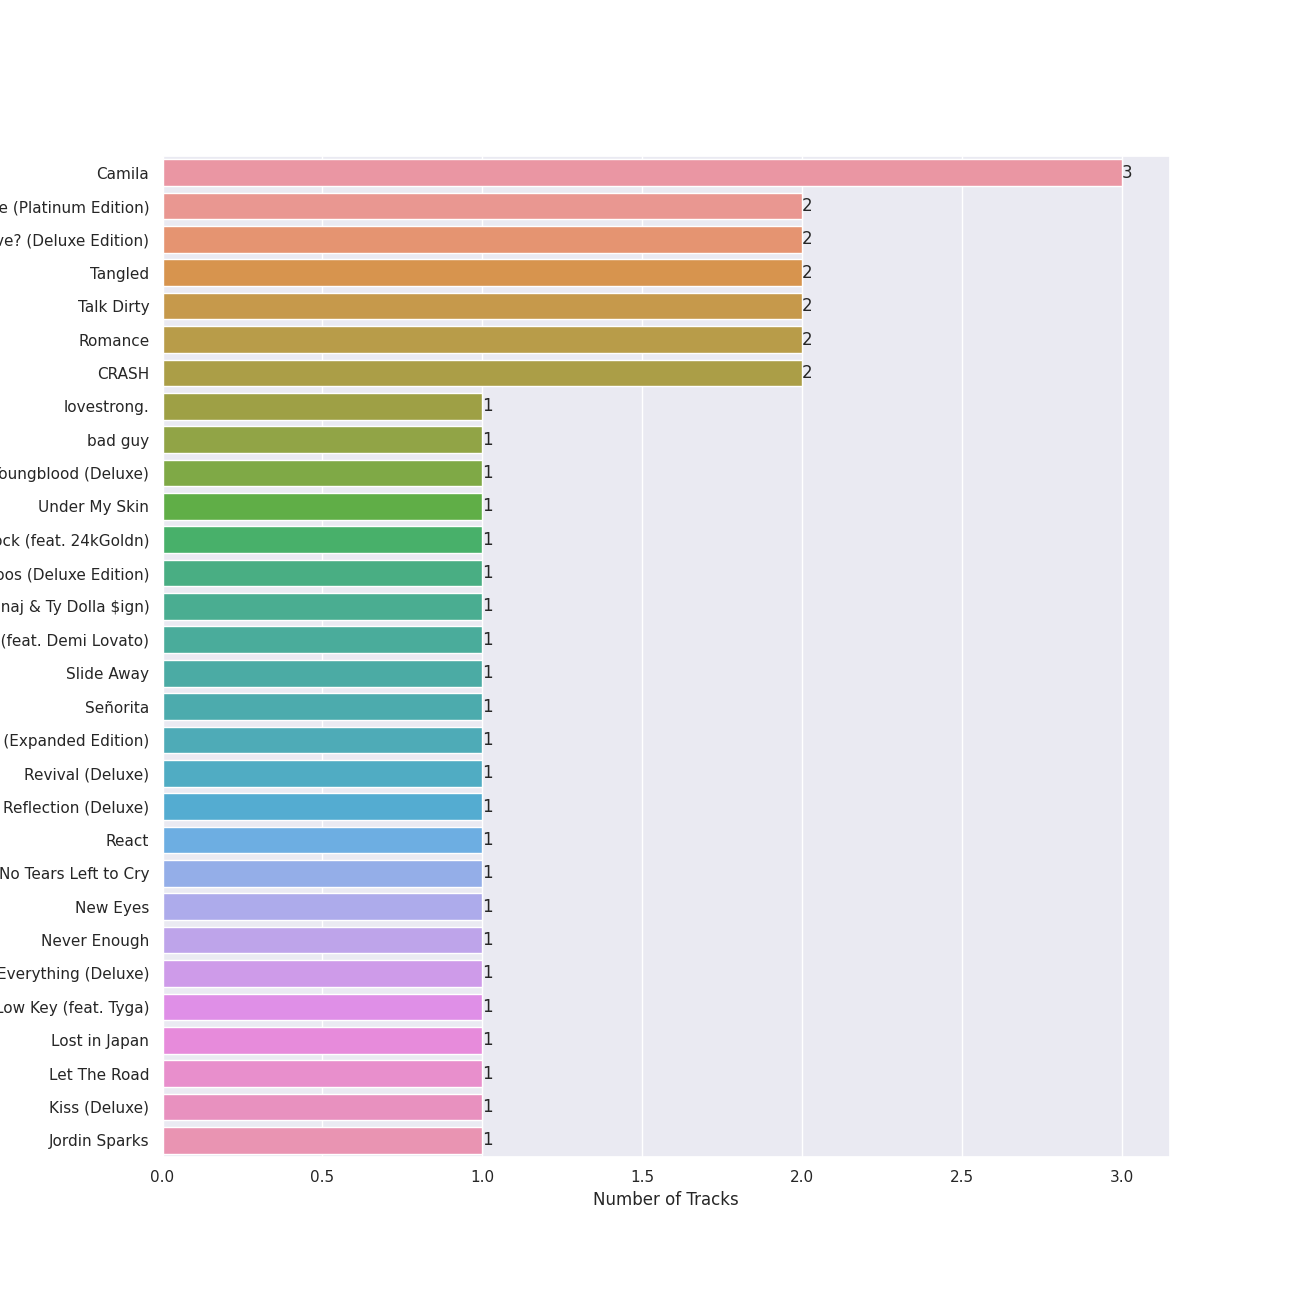 Camila 3
e (Platinum Edition) 2
ve? (Deluxe Edition) 2
Tangled 2
Talk Dirty 2
Romance 2
CRASH 2
lovestrong. 1
bad guy 1
Youngblood (Deluxe) 1
Under My Skin 1
ock (feat. 24kGoldn) 1
oos (Deluxe Edition) 1
naj & Ty Dolla $ign) 1
(feat. Demi Lovato) 1
Slide Away 1
Señorita 1
(Expanded Edition) 1
Revival (Deluxe) 1
Reflection (Deluxe) 1
React 1
No Tears Left to Cry 1
New Eyes 1
Never Enough 1
Everything (Deluxe) 1
Low Key (feat. Tyga) 1
Lost in Japan 1
Let The Road 1
Kiss (Deluxe) 1
Jordin Sparks 1
0.0 0.5 1.0 1.5 2.0 2.5 3.0
Number of Tracks